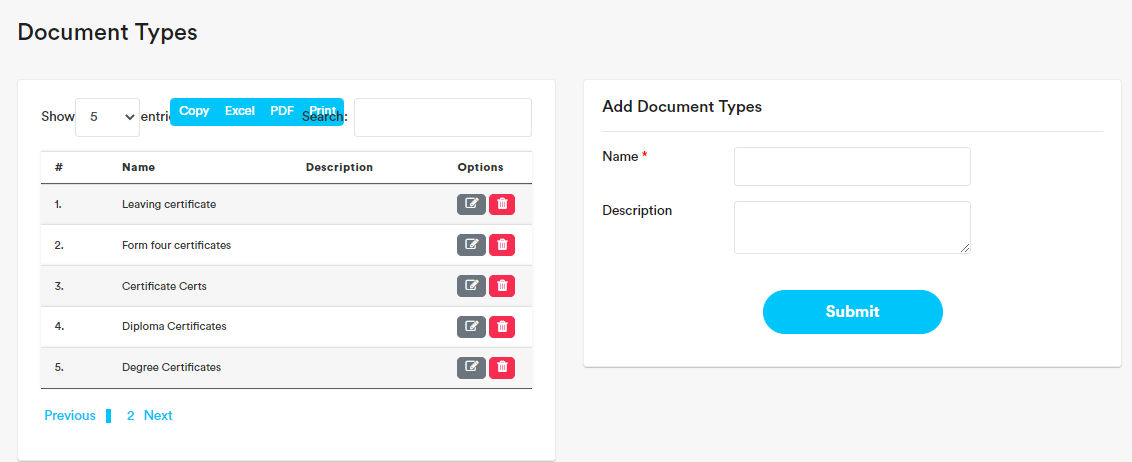 Document Types
Show 5 entri Copy Excel PDF Print Search:
# Name Description Options
1. Leaving certificate
2. Form four certificates
3. Certificate Certs
4. Diploma Certificates
5. Degree Certificates
Previous 2 Next
Add Document Types
Name *
Description
Submit